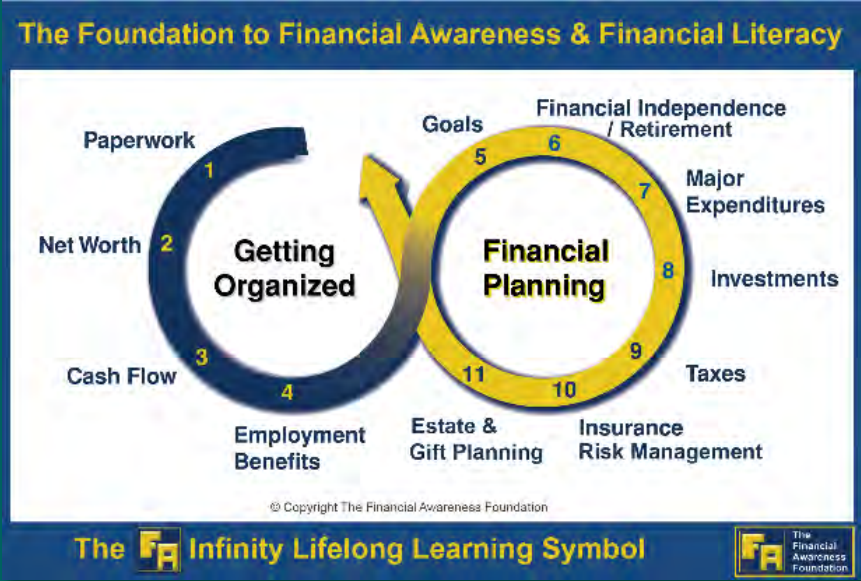 The Foundation to Financial Awareness & Financial Literacy
Paperwork
1
Net Worth
2
Cash Flow
3
4
Employment
Benefits
Getting
Organized
Goals
5
Financial Independence
/ Retirement
6
7
Major
Expenditures
8
Investments
9
Taxes
10
Insurance
Risk Management
11
Estate &
Gift Planning
Financial
Planning
© Copyright The Financial Awareness Foundation
The FA Infinity Lifelong Learning Symbol
FA
The
Financial
Awareness
Foundation